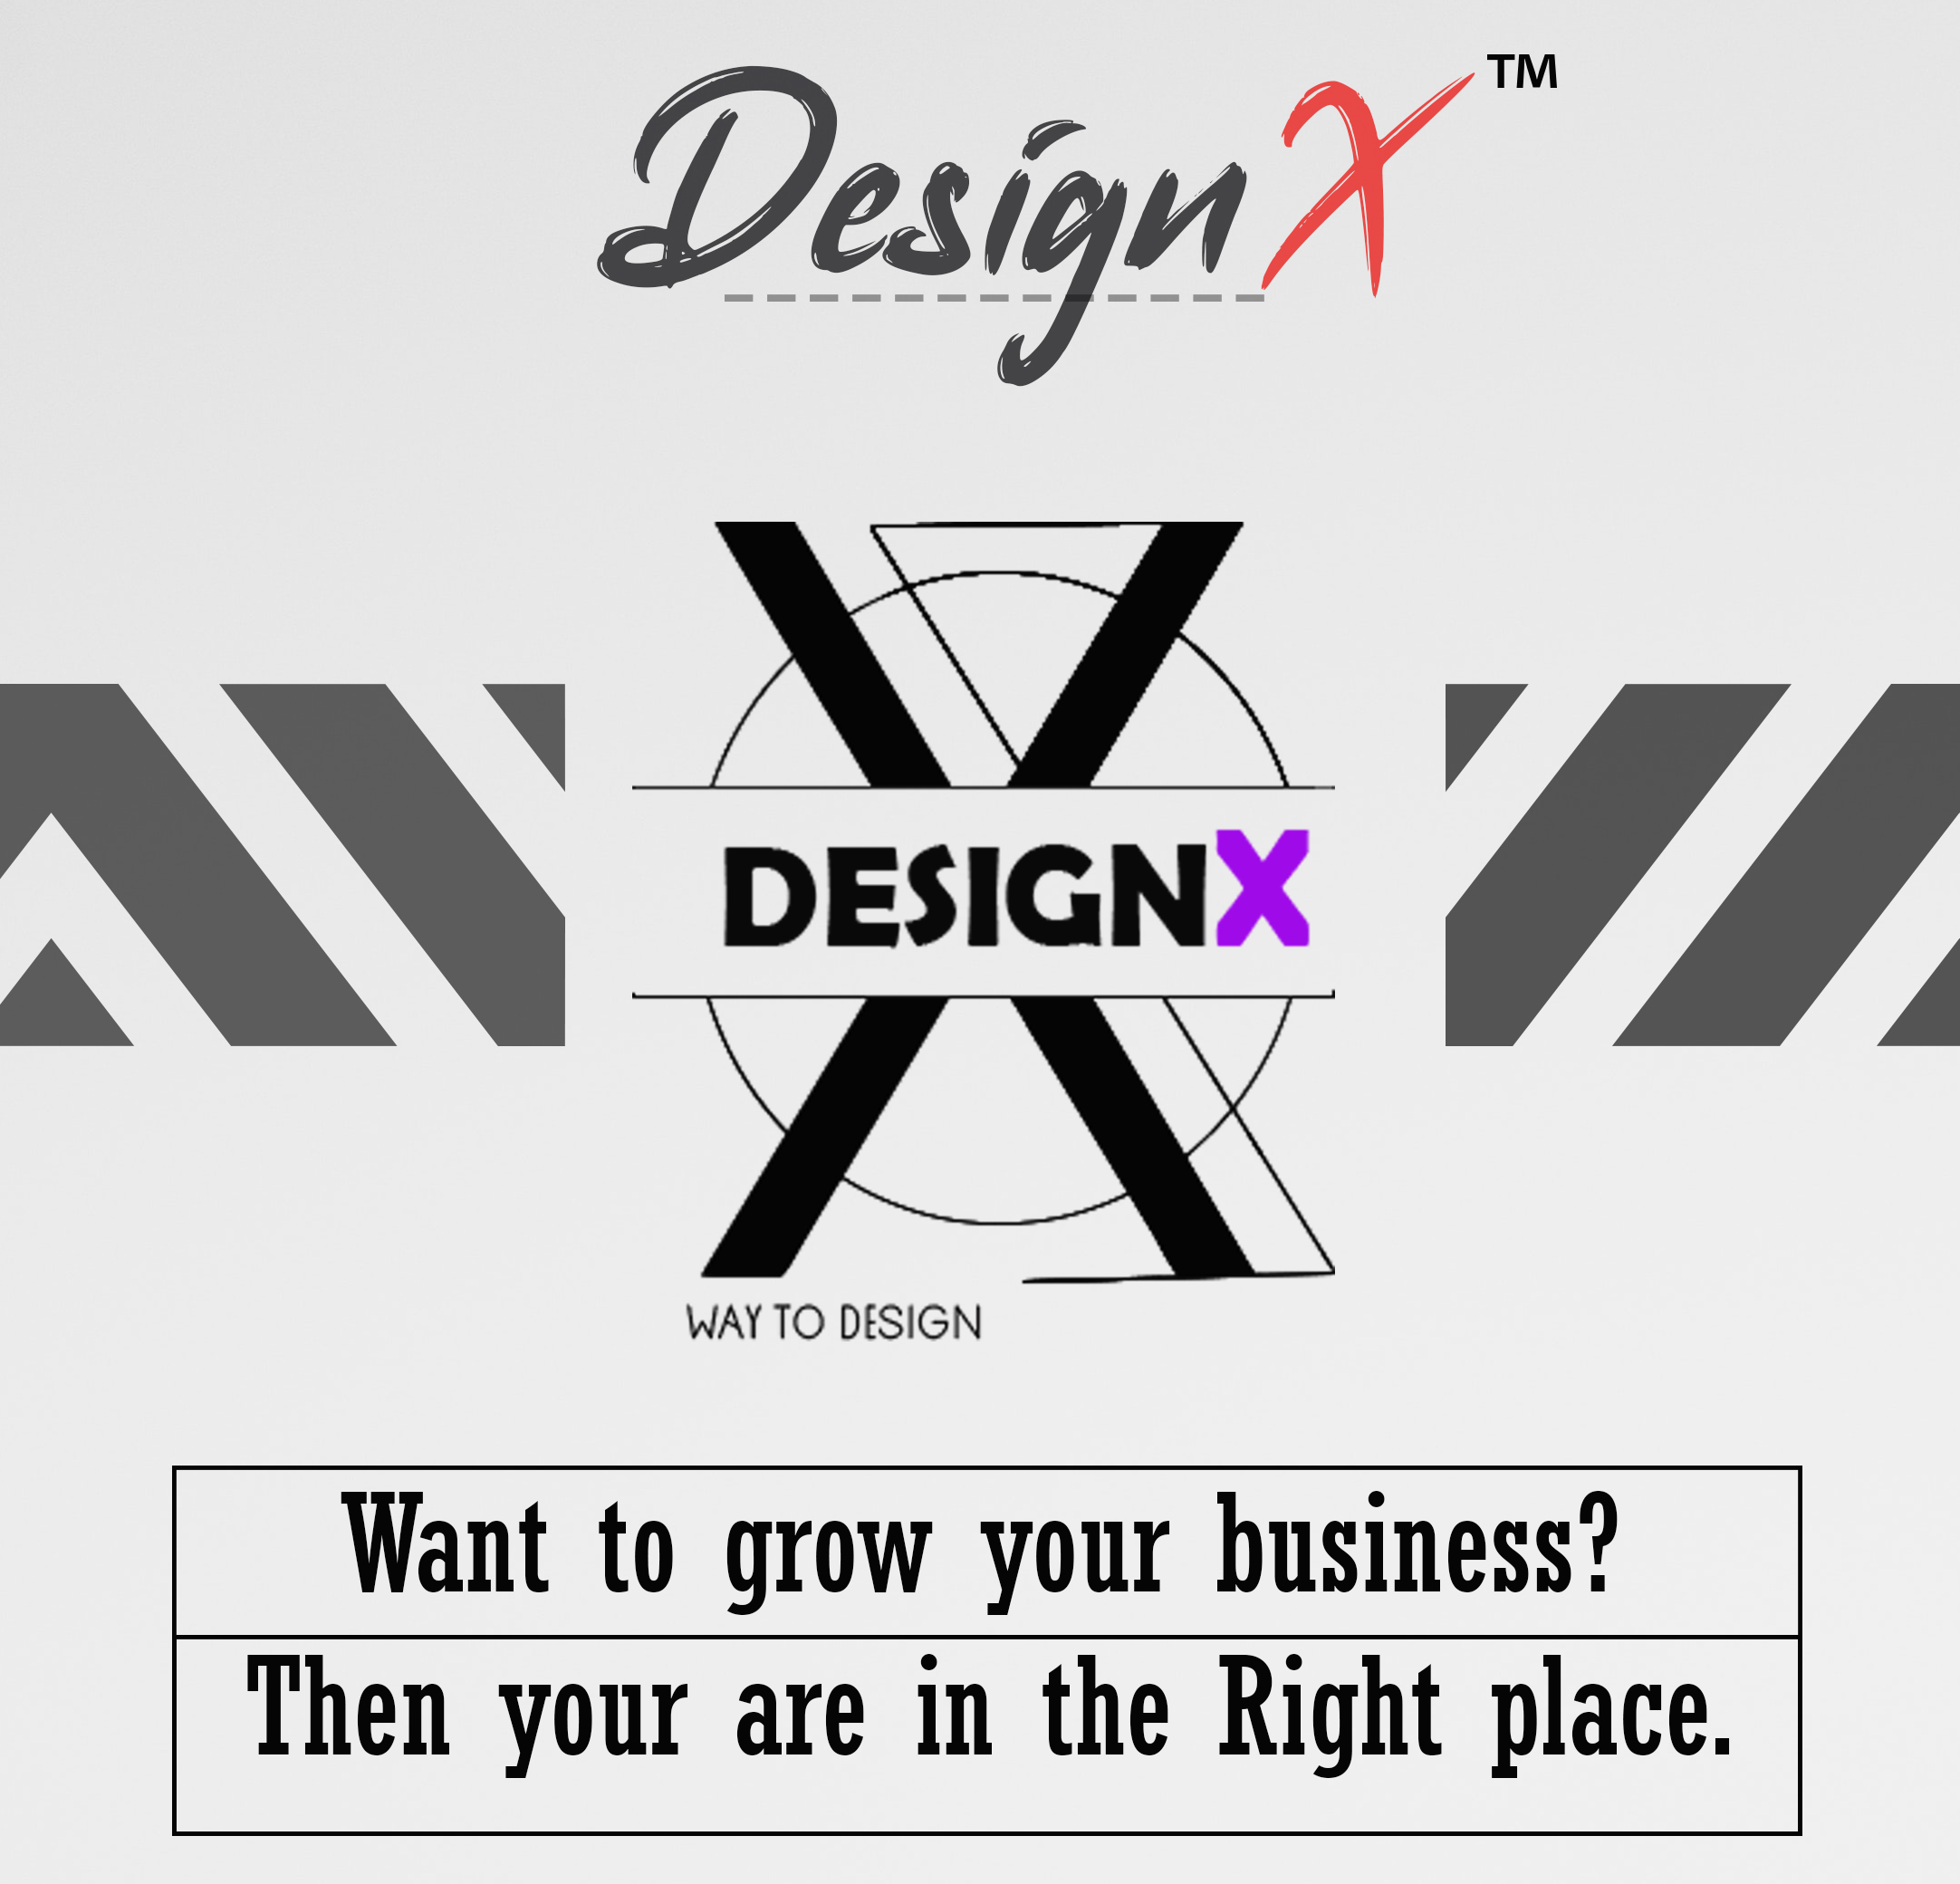 DesignX™
DESIGNX
WAY TO DESIGN
Want to grow your business?
Then your are in the Right place.